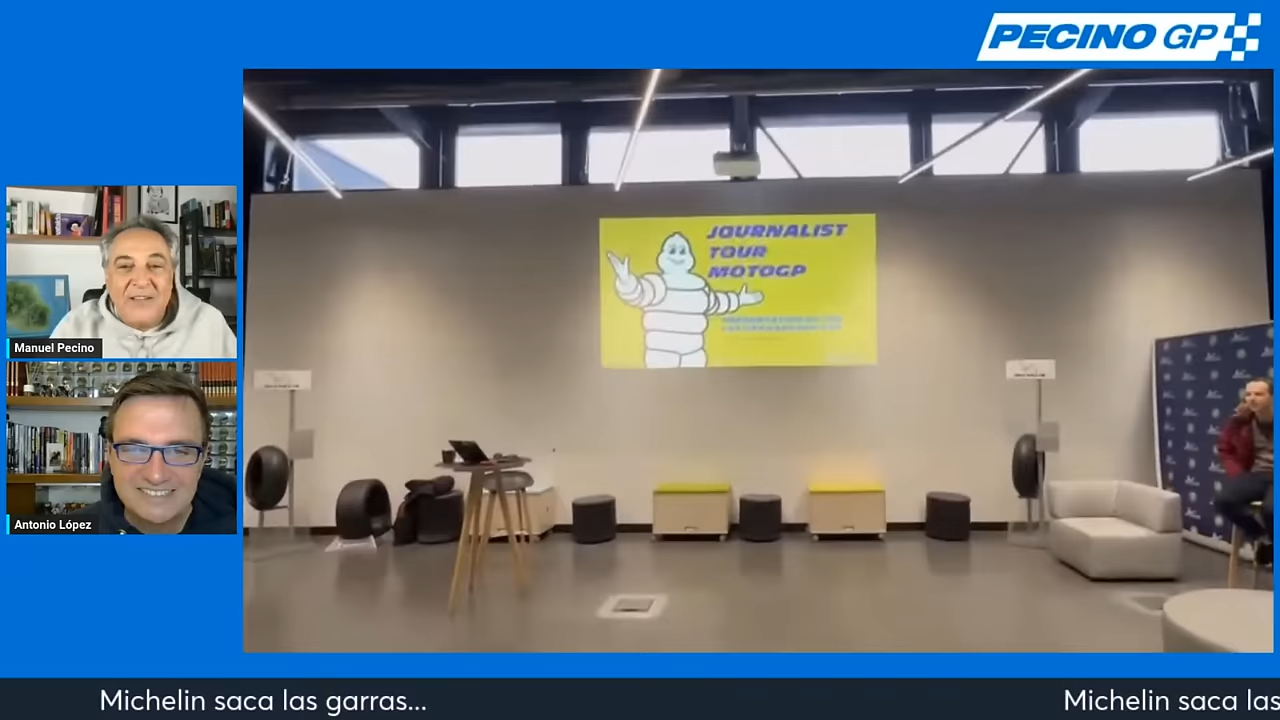 PECINO GP
JOURNALIST
TOUR
MOTOGP
Manuel Pecino
Antonio López
Michelin saca las garras...
Michelin saca las